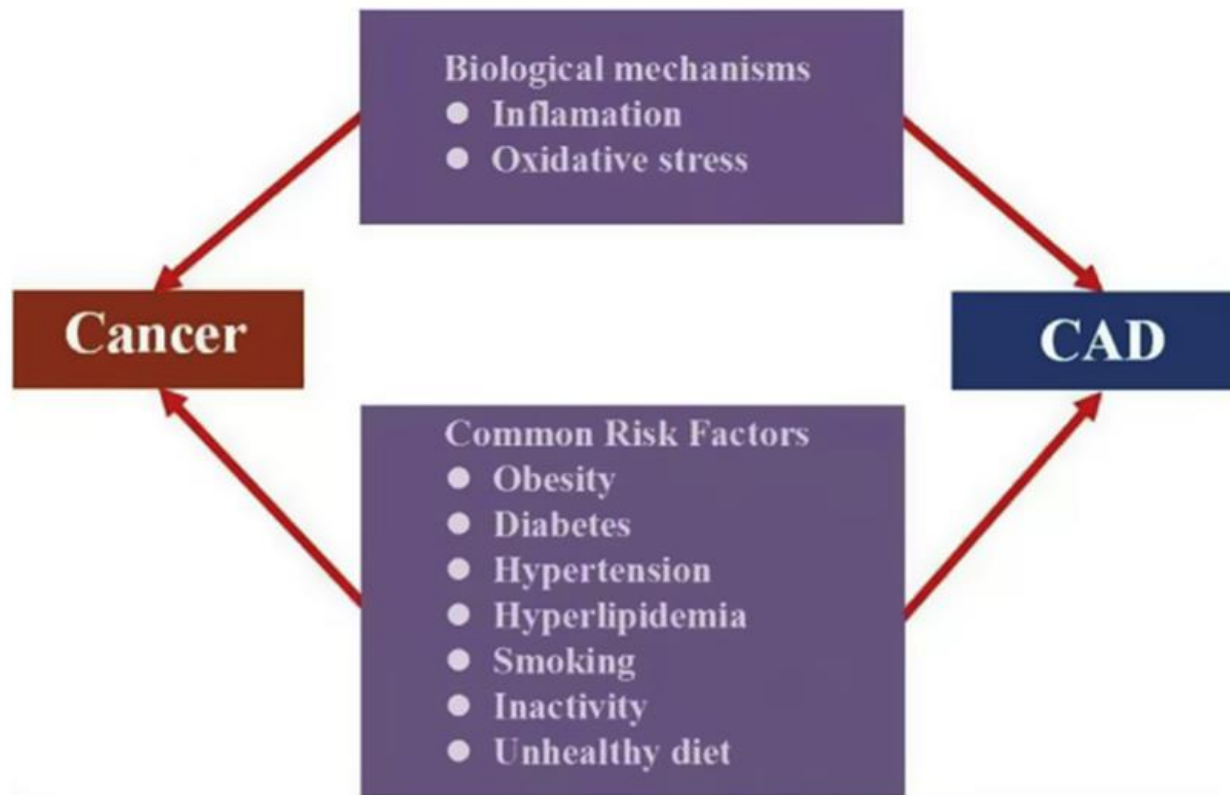 Biological mechanisms
● Inflamation
● Oxidative stress
Cancer
CAD
Common Risk Factors
● Obesity
● Diabetes
● Hypertension
● Hyperlipidemia
● Smoking
● Inactivity
● Unhealthy diet